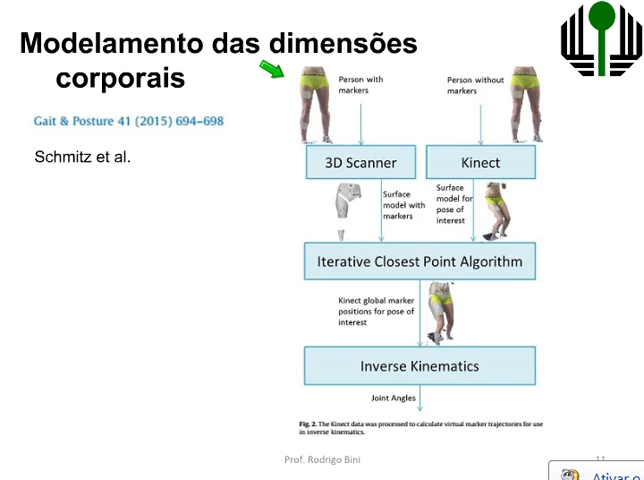 Modelamento das dimensões
corporais
Gait & Posture 41 (2015) 694–698
Schmitz et al.
Person with
markers
Person without
markers
3D Scanner
Kinect
Surface
model with
markers
Surface
model for
pose of
interest
Iterative Closest Point Algorithm
Kinect global marker
positions for pose of
interest
Inverse Kinematics
Joint Angles
Fig. 2. The Kinect data was processed to calculate virtual marker trajectories for use
in inverse kinematics.
Prof. Rodrigo Bini
11
Ativar o